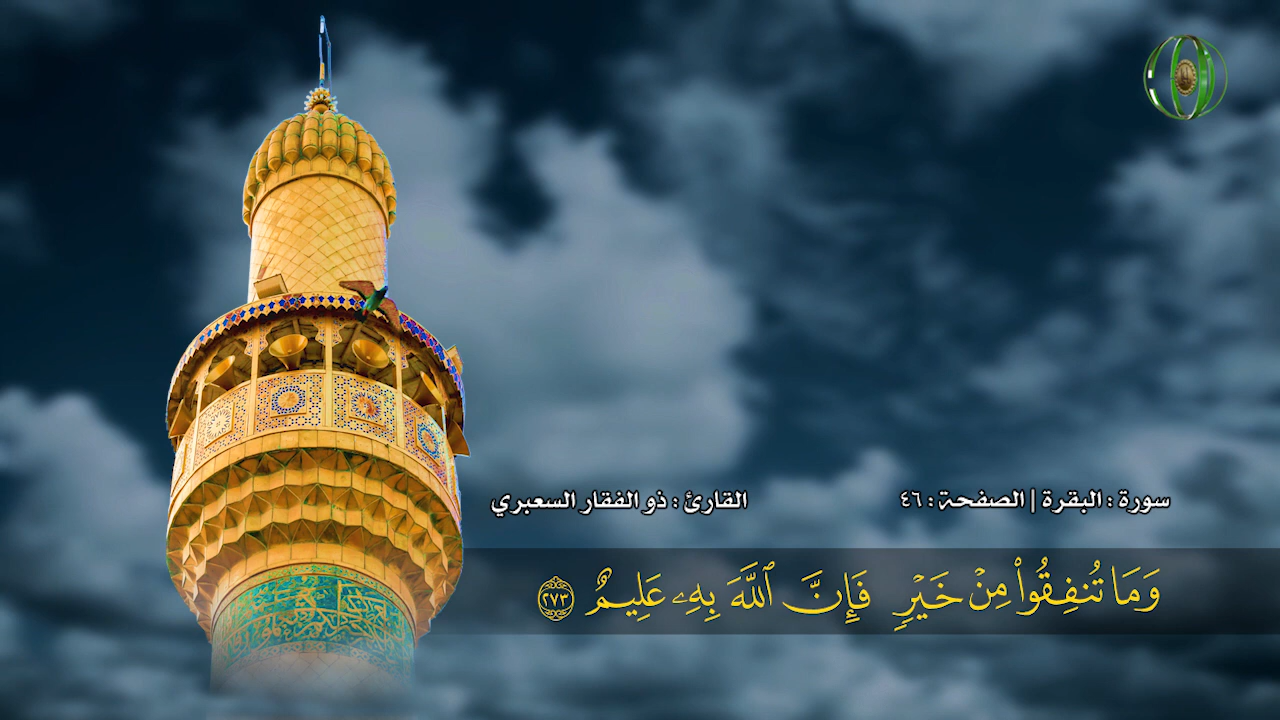 سورة : البقرة | الصفحة : ٤٦
القارئ : ذو الفقار السعبري
وَمَا تُنفِقُوا۟ مِنْ خَيْرٍۢ فَإِنَّ ٱللَّهَ بِهِۦ عَلِيمٌ ٢٧٣